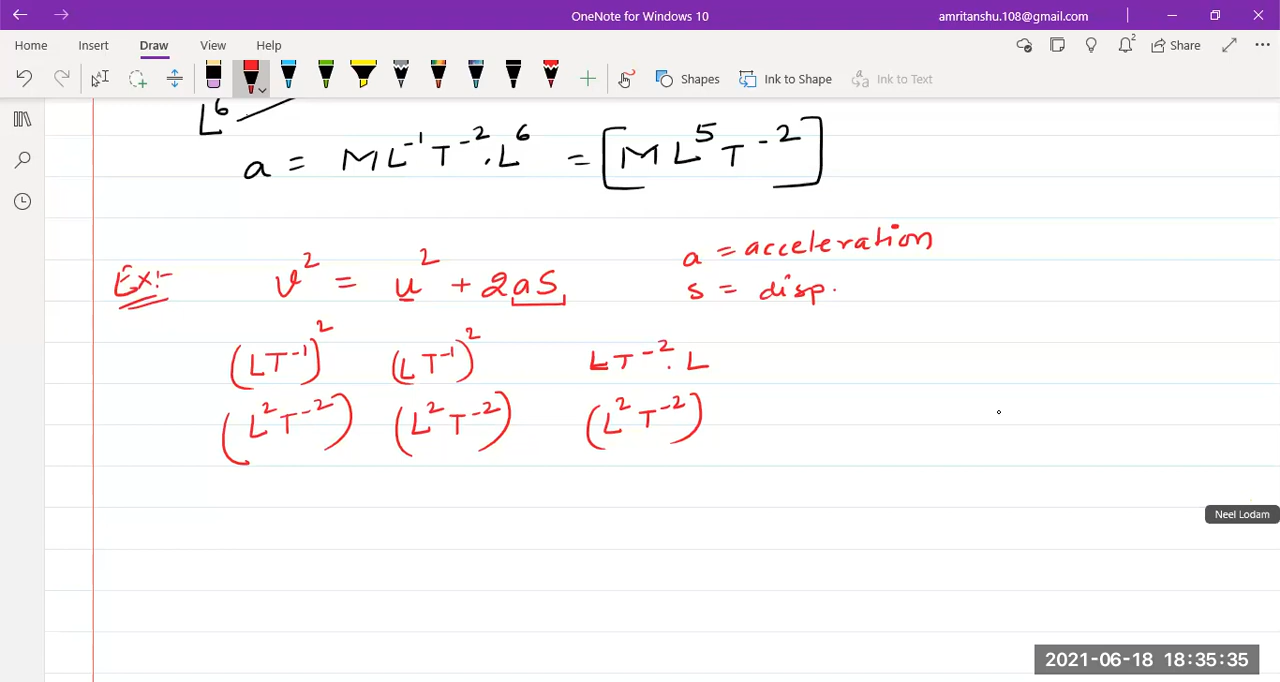 OneNote for Windows 10
amritanshu.108@gmail.com
Home Insert Draw View Help
Share
Shapes Ink to Shape Ink to Text
L⁶
a = ML⁻¹T⁻².L⁶ = [ML⁵T⁻²]
a = acceleration
Ex:- v² = u² + 2aS
s = disp.
(LT⁻¹)² (LT⁻¹)² LT⁻².L
(L²T⁻²) (L²T⁻²) (L²T⁻²)
Neel Lodam
2021-06-18 18:35:35